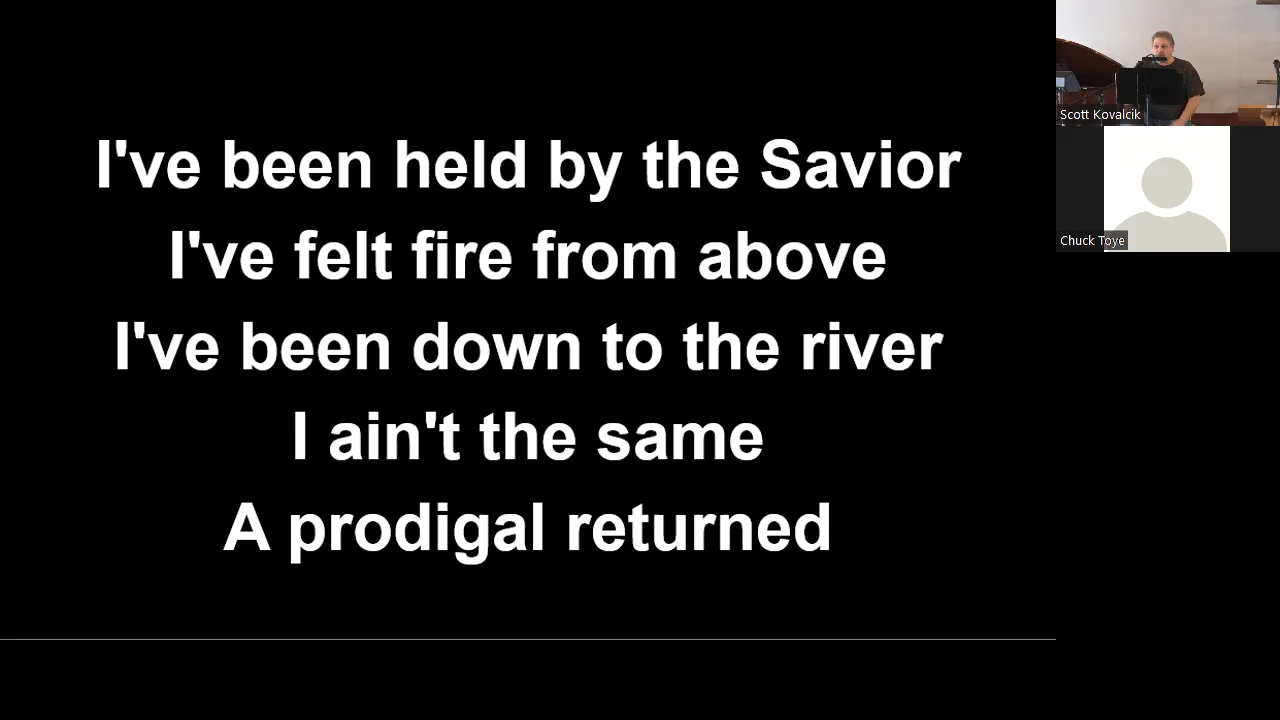 I've been held by the Savior
I've felt fire from above
I've been down to the river
I ain't the same
A prodigal returned
Scott Kovalcik
Chuck Toye